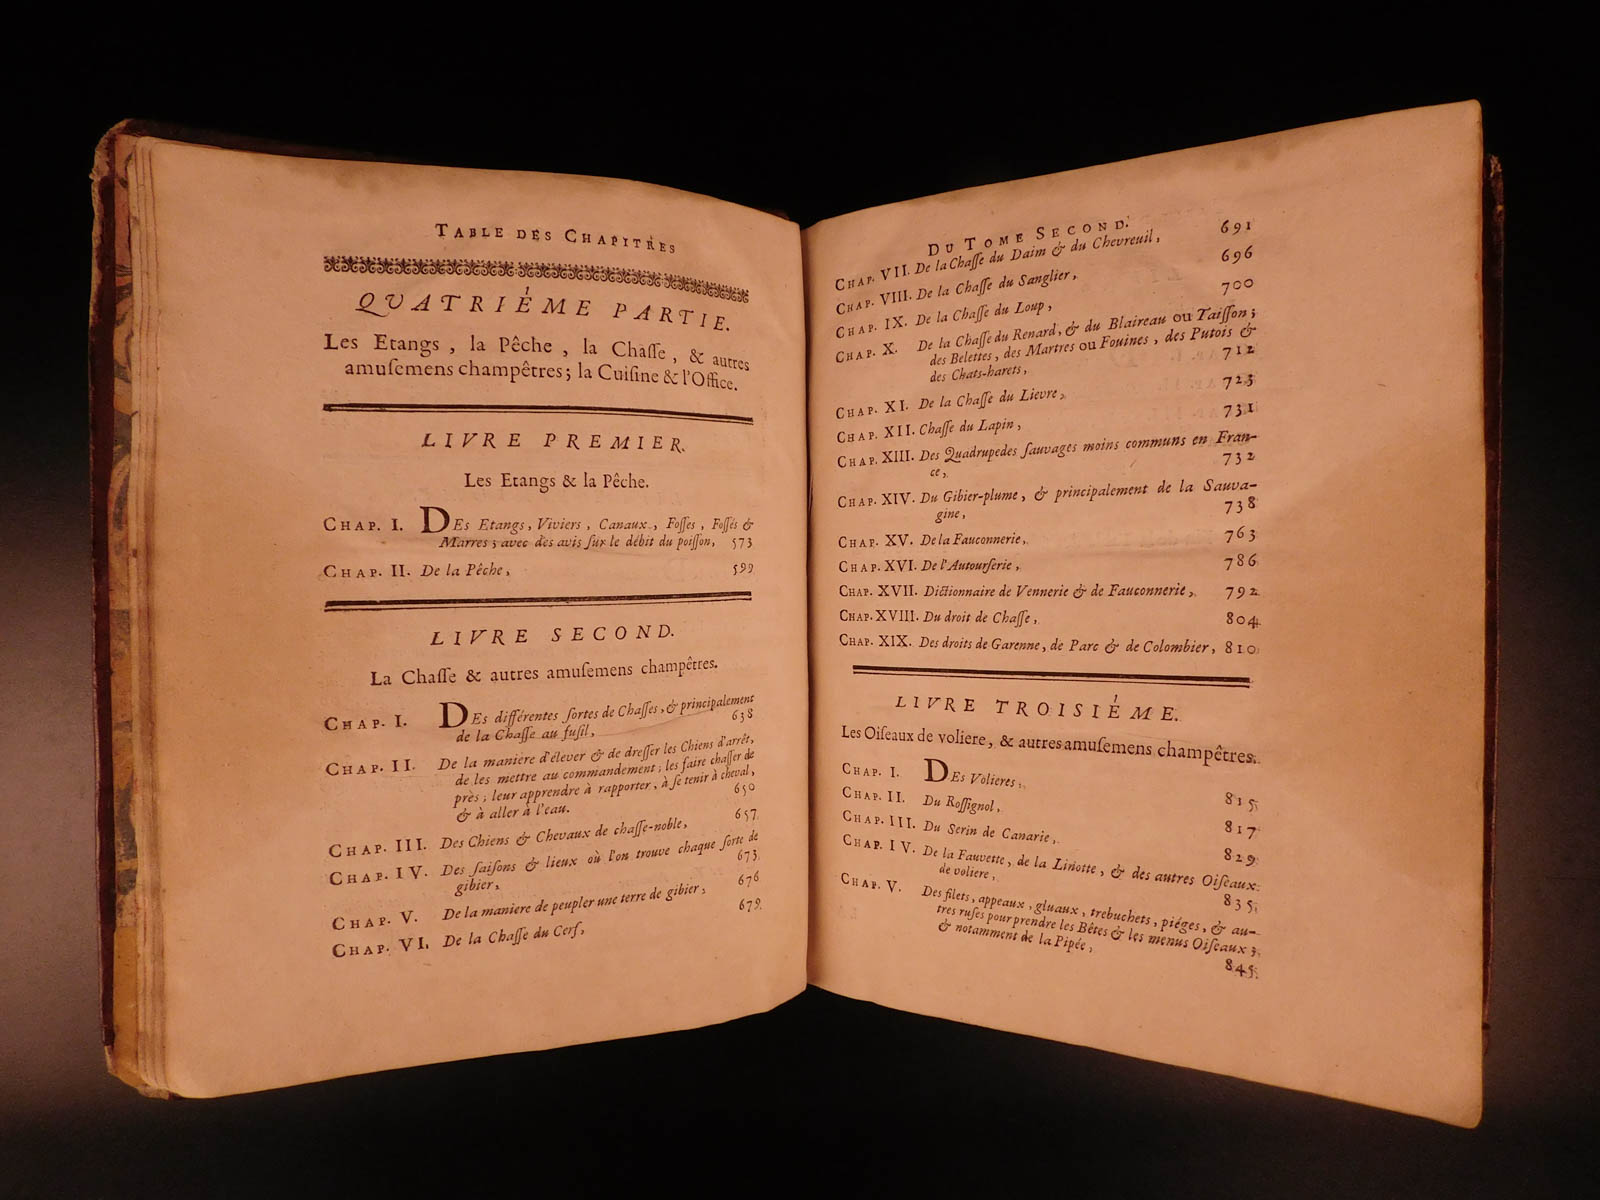 TABLE DES CHAPITRES
QUATRIÉME PARTIE.
Les Etangs, la Pêche, la Chasse, & autres
amusemens champêtres; la Cuisine & l'Office.
LIVRE PREMIER.
Les Etangs & la Pêche.
CHAP. I. DEs Etangs, Viviers, Canaux, Fosses, Fossés &
Marres; avec des avis sur le débit du poisson, 573
CHAP. II. De la Pêche, 599
LIVRE SECOND.
La Chasse & autres amusemens champêtres.
CHAP. I. DEs différentes sortes de Chasses, & principalement
de la Chasse au fusil, 638
CHAP. II. De la maniére d'élever & de dresser les Chiens d'arrêt,
de les mettre au commandement; les faire chasser de
près; leur apprendre à rapporter, à se tenir à cheval,
& à aller à l'eau. 650
CHAP. III. Des Chiens & Chevaux de chasse-noble, 657
CHAP. IV. Des saisons & lieux où l'on trouve chaque sorte de
gibier, 673
CHAP. V. De la maniere de peupler une terre de gibier, 676
CHAP. VI. De la Chasse du Cerf, 679
DU TOME SECOND.
CHAP. VII. De la Chasse du Daim & du Chevreuil, 691
CHAP. VIII. De la Chasse du Sanglier, 696
CHAP. IX. De la Chasse du Loup, 700
CHAP. X. De la Chasse du Renard, & du Blaireau ou Taisson;
des Belettes, des Martres ou Fouines, des Putois &
des Chats-harets, 712
CHAP. XI. De la Chasse du Lievre, 723
CHAP. XII. Chasse du Lapin, 731
CHAP. XIII. Des Quadrupedes sauvages moins communs en Fran-
ce, 732
CHAP. XIV. Du Gibier-plume, & principalement de la Sauva-
gine, 738
CHAP. XV. De la Fauconnerie, 763
CHAP. XVI. De l'Autourserie, 786
CHAP. XVII. Dictionnaire de Vennerie & de Fauconnerie, 792
CHAP. XVIII. Du droit de Chasse, 804
CHAP. XIX. Des droits de Garenne, de Parc & de Colombier, 810
LIVRE TROISIÉME.
Les Oiseaux de voliere, & autres amusemens champêtres.
CHAP. I. DEs Volieres, 815
CHAP. II. Du Rossignol, 817
CHAP. III. Du Serin de Canarie, 829
CHAP. IV. De la Fauvette, de la Linotte, & des autres Oiseaux
de voliere, 835
CHAP. V. Des filets, appeaux, gluaux, trebuchets, piéges, & au-
tres ruses pour prendre les Bêtes & les menus Oiseaux;
& notamment de la Pipée, 845